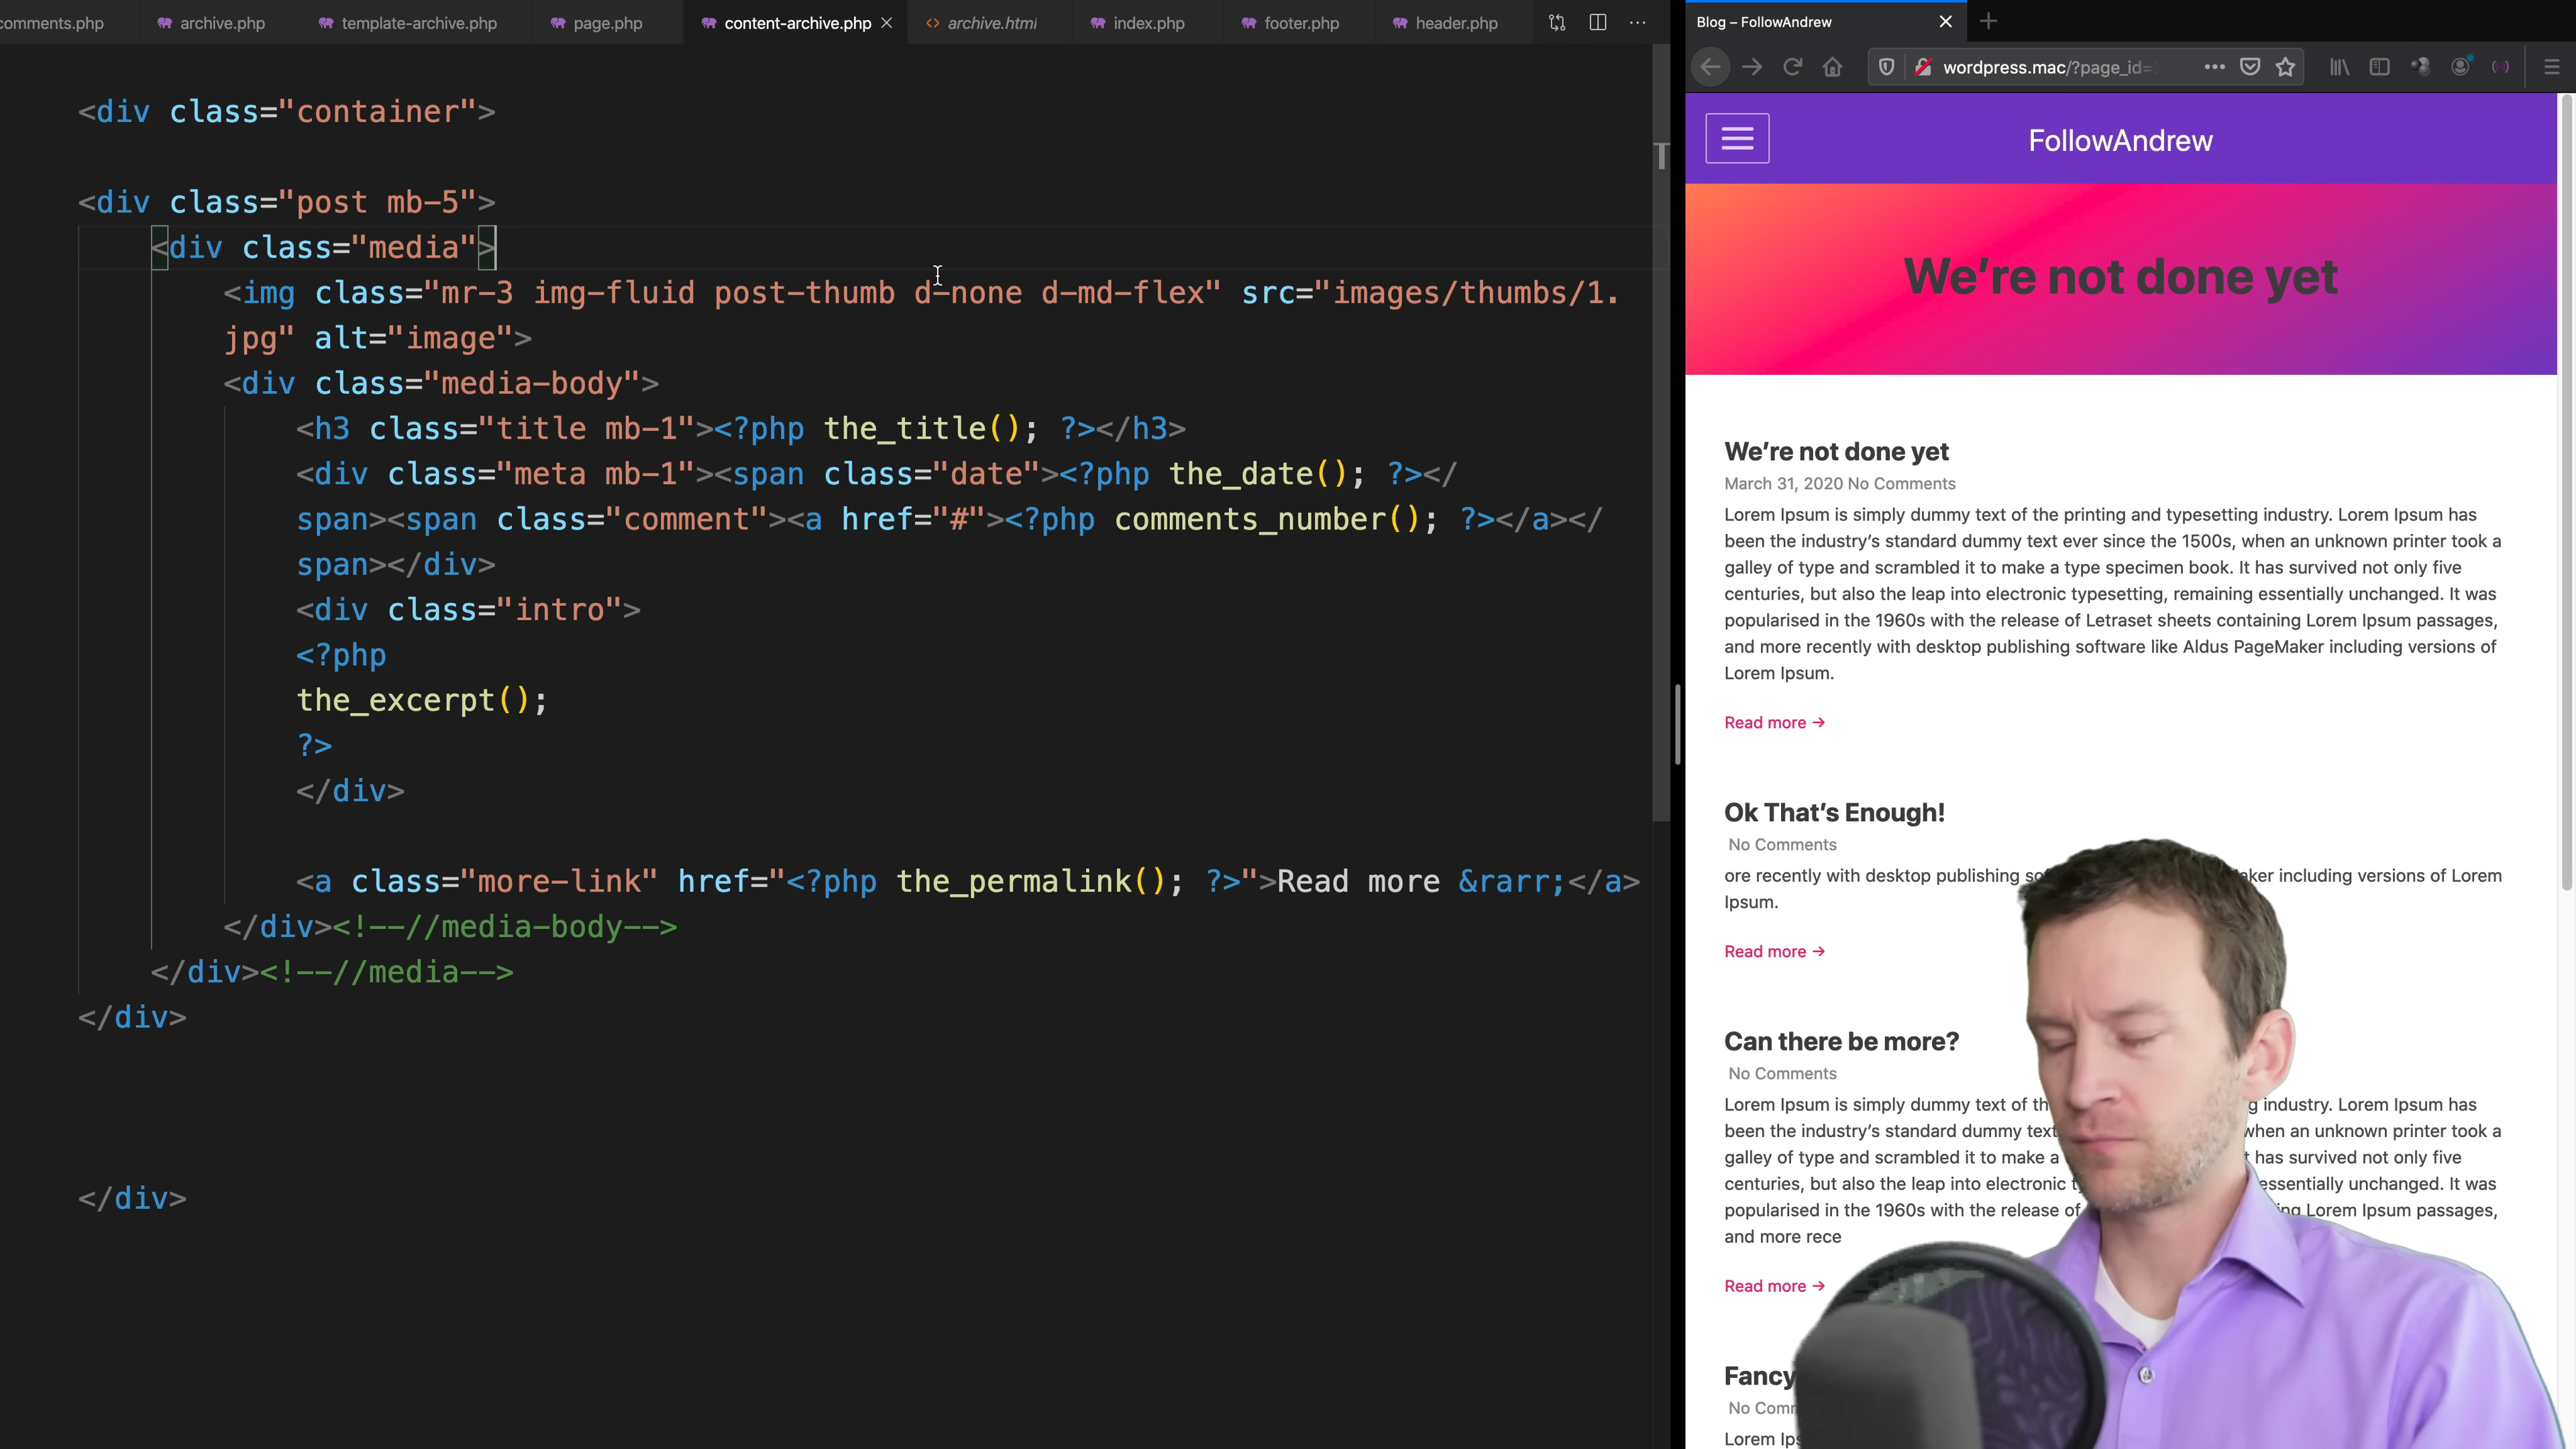 comments.php
archive.php
template-archive.php
page.php
content-archive.php
archive.html
index.php
footer.php
header.php
<div class="container">
<div class="post mb-5">
<div class="media">
<img class="mr-3 img-fluid post-thumb d-none d-md-flex" src="images/thumbs/1.
jpg" alt="image">
<div class="media-body">
<h3 class="title mb-1"><?php the_title(); ?></h3>
<div class="meta mb-1"><span class="date"><?php the_date(); ?></
span><span class="comment"><a href="#"><?php comments_number(); ?></a></
span></div>
<div class="intro">
<?php
the_excerpt();
?>
</div>
<a class="more-link" href="<?php the_permalink(); ?>">Read more &rarr;</a>
</div><!--//media-body-->
</div><!--//media-->
</div>
</div>
Blog – FollowAndrew
wordpress.mac/?page_id=
FollowAndrew
We're not done yet
We're not done yet
March 31, 2020 No Comments
Lorem Ipsum is simply dummy text of the printing and typesetting industry. Lorem Ipsum has
been the industry's standard dummy text ever since the 1500s, when an unknown printer took a
galley of type and scrambled it to make a type specimen book. It has survived not only five
centuries, but also the leap into electronic typesetting, remaining essentially unchanged. It was
popularised in the 1960s with the release of Letraset sheets containing Lorem Ipsum passages,
and more recently with desktop publishing software like Aldus PageMaker including versions of
Lorem Ipsum.
Read more →
Ok That's Enough!
No Comments
ore recently with desktop publishing including versions of Lorem
Ipsum.
Read more →
Can there be more?
No Comments
Lorem Ipsum is simply dummy text of industry. Lorem Ipsum has
been the industry's standard dummy text when an unknown printer took a
galley of type and scrambled it to make a has survived not only five
centuries, but also the leap into electronic essentially unchanged. It was
popularised in the 1960s with the release of Lorem Ipsum passages,
and more rece
Read more →
Fancy
No
Lorem